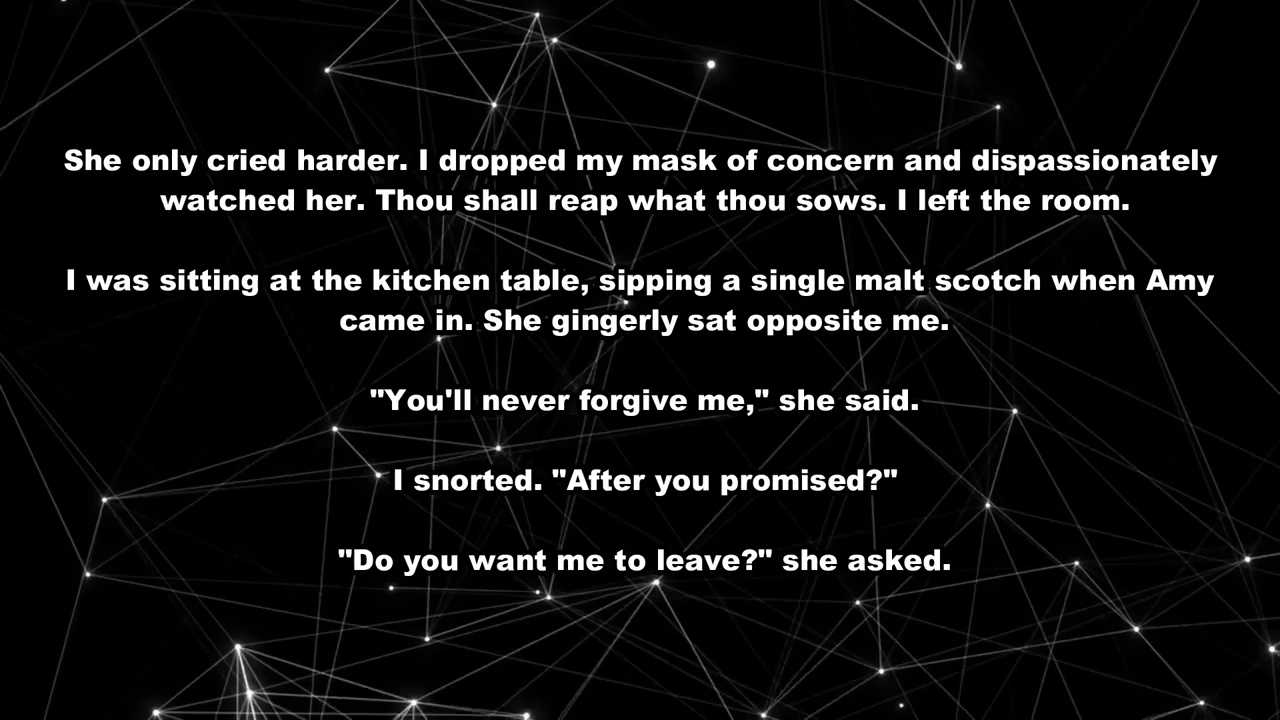 She only cried harder. I dropped my mask of concern and dispassionately
watched her. Thou shall reap what thou sows. I left the room.
I was sitting at the kitchen table, sipping a single malt scotch when Amy
came in. She gingerly sat opposite me.
"You'll never forgive me," she said.
I snorted. "After you promised?"
"Do you want me to leave?" she asked.